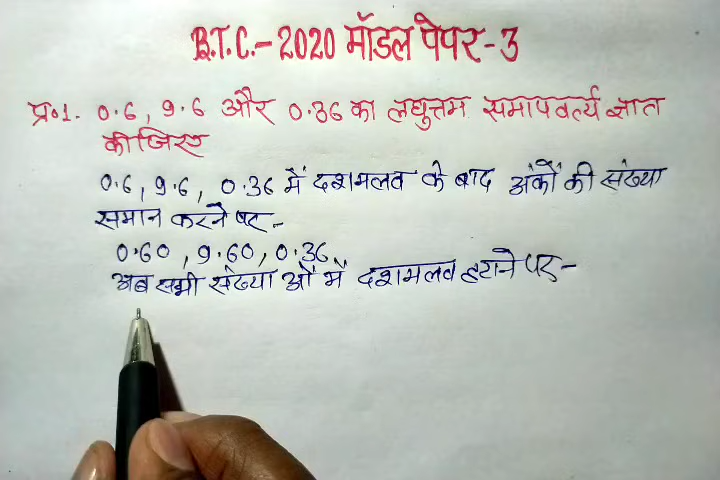 B.T.C.-2020 मॉडल पेपर-3
प्र०1. 0.6, 9.6 और 0.36 का लघुत्तम समापवर्त्य ज्ञात
कीजिए
0.6, 9.6, 0.36 में दशमलव के बाद अंकों की संख्या
समान करने पर-
0.60, 9.60, 0.36
अब सभी संख्याओं में दशमलव हटाने पर-